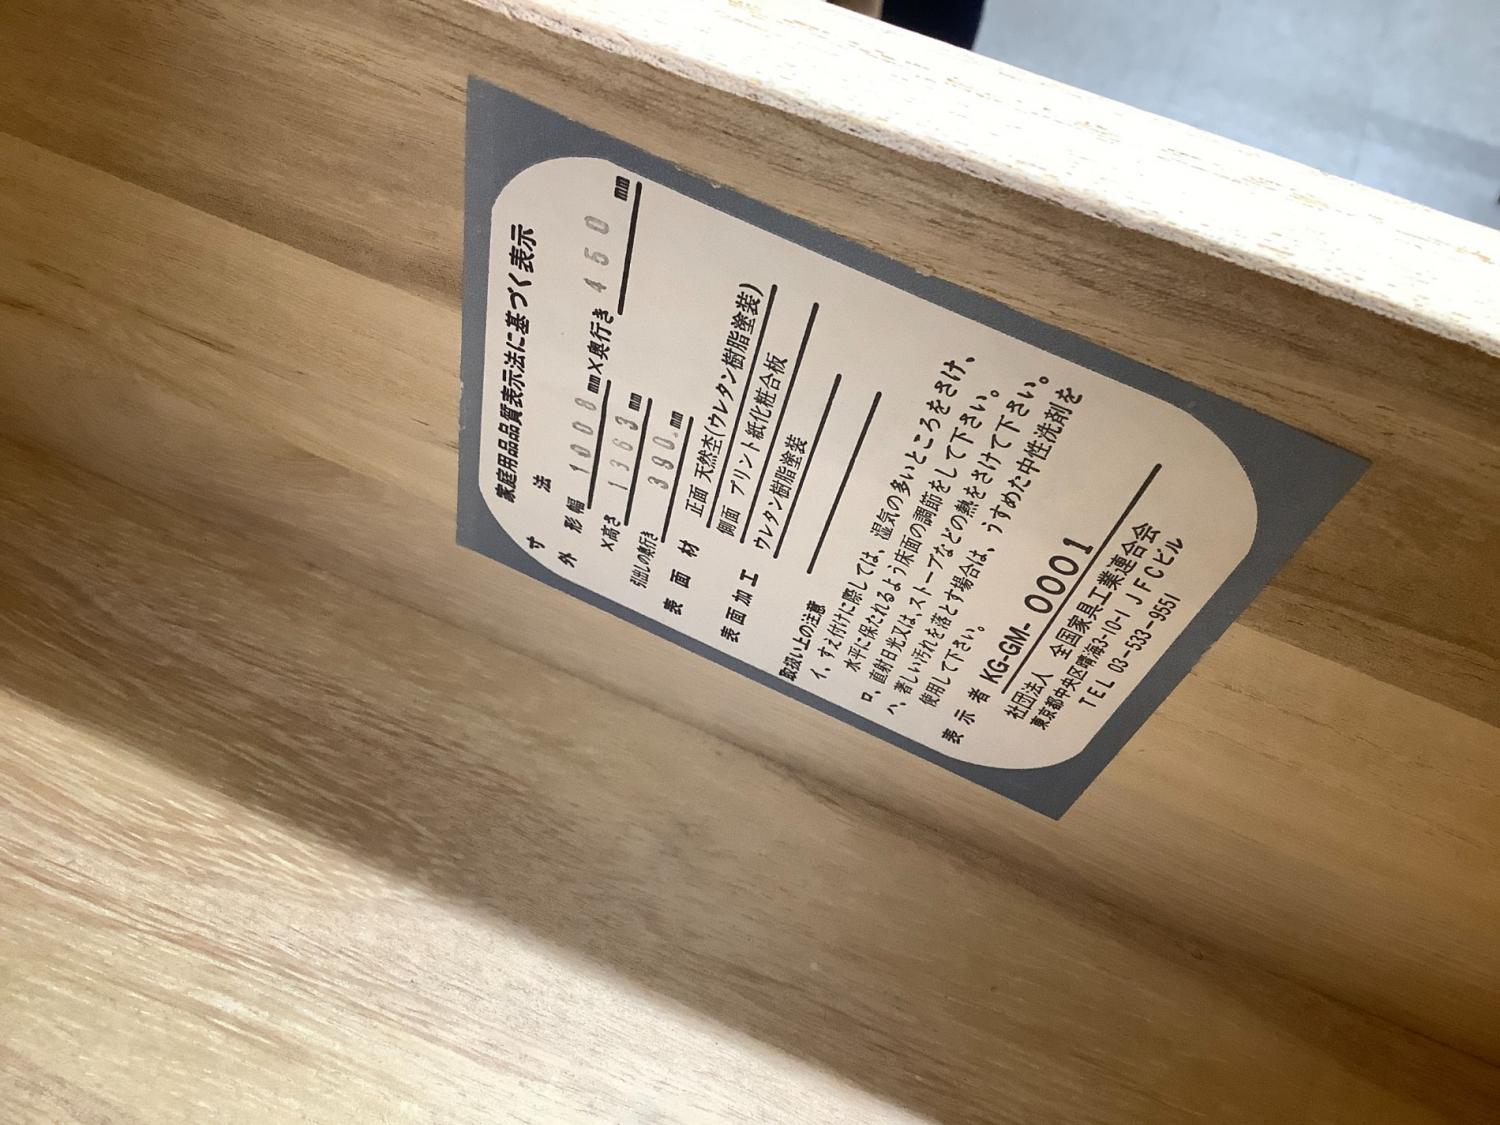 家庭用品品質表示法に基づく表示
寸法
外形幅 1008mm×奥行き 450mm
×高さ 1363mm
引出しの奥行き 390mm
表面材 正面 天然杢(ウレタン樹脂塗装)
側面 プリント紙化粧合板
表面加工 ウレタン樹脂塗装
取扱い上の注意
イ、すえ付けに際しては、湿気の多いところをさけ、
水平に保たれるよう床面の調節をして下さい。
ロ、直射日光又は、ストーブなどの熱をさけて下さい。
ハ、著しい汚れを落とす場合は、うすめた中性洗剤を
使用して下さい。
表示者 KG-GM-0001
社団法人 全国家具工業連合会
東京都中央区晴海3-10-1 JFCビル
TEL 03-533-9551